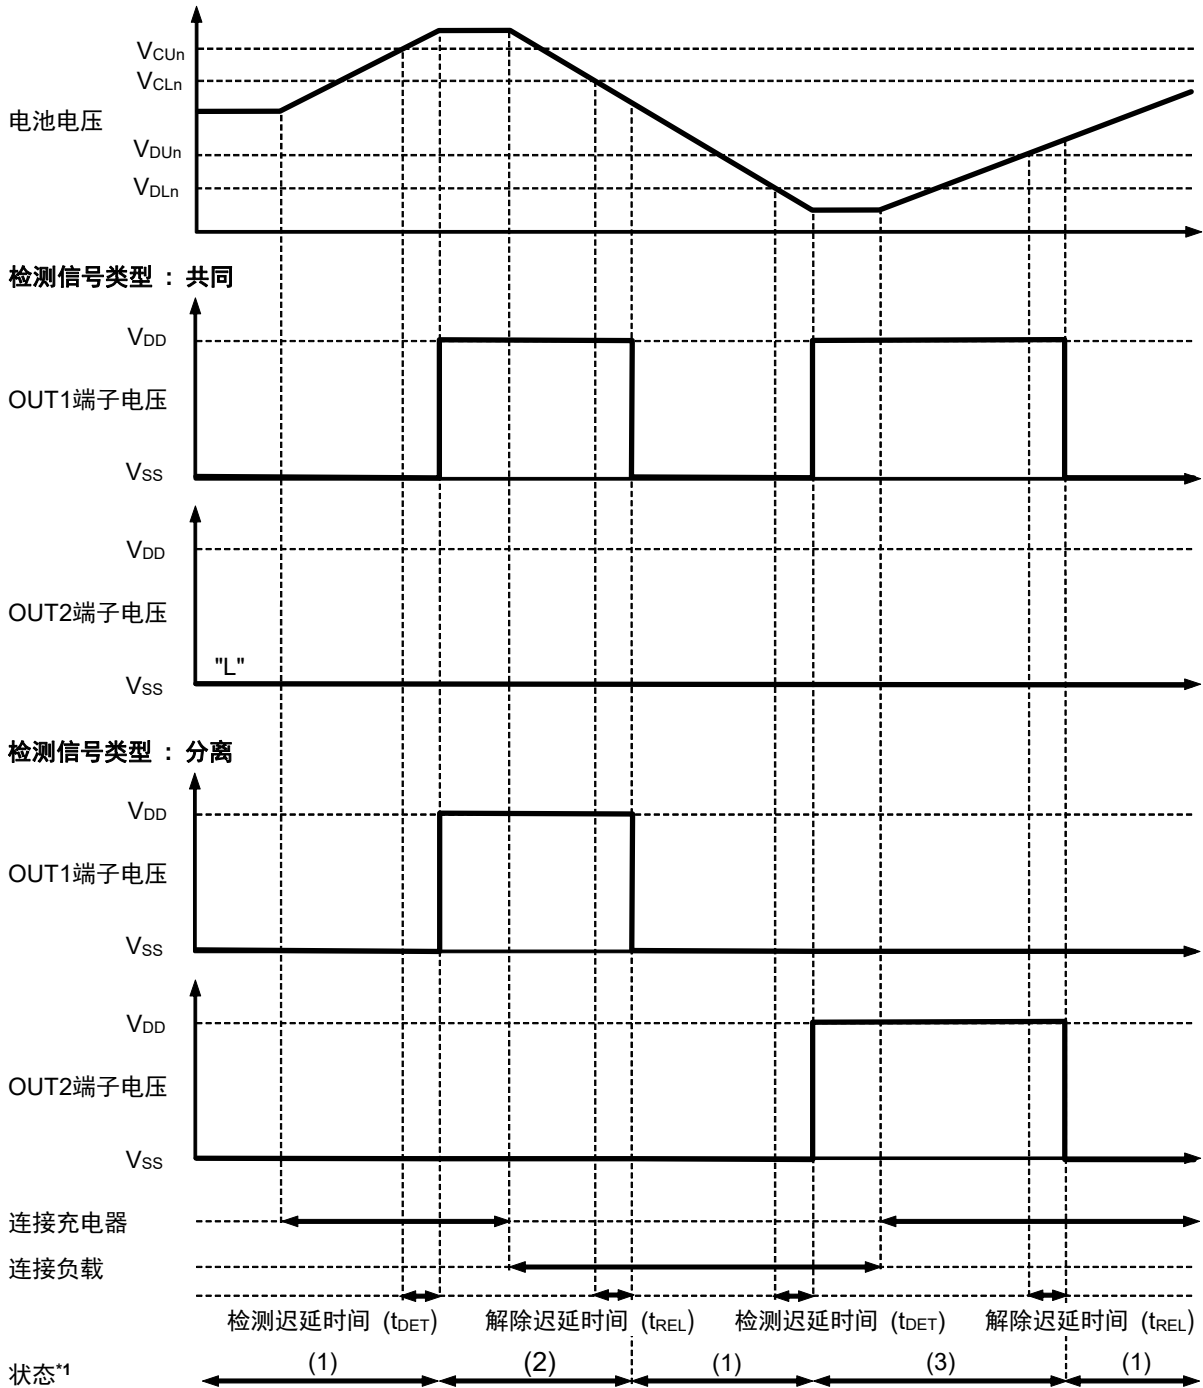 VCUn
VCLn
电池电压
VDUn
VDLn
检测信号类型 : 共同
VDD
OUT1端子电压
VSS
VDD
OUT2端子电压
"L"
VSS
检测信号类型 : 分离
VDD
OUT1端子电压
VSS
VDD
OUT2端子电压
VSS
连接充电器
连接负载
检测迟延时间 (tDET) 解除迟延时间 (tREL) 检测迟延时间 (tDET) 解除迟延时间 (tREL)
状态*1 (1) (2) (1) (3) (1)